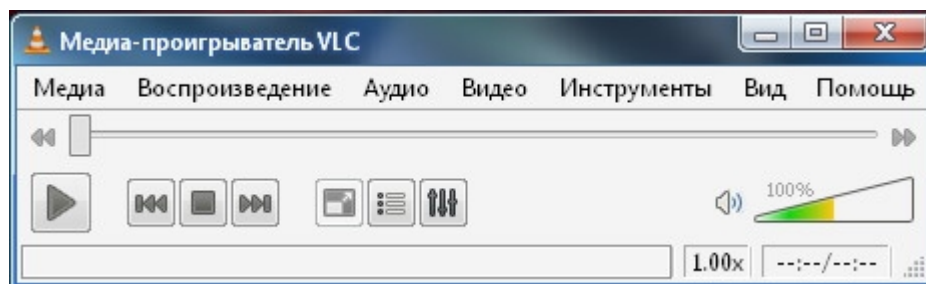 Медиа-проигрыватель VLC
Медиа Воспроизведение Аудио Видео Инструменты Вид Помощь
100%
1.00x --:--/--:--